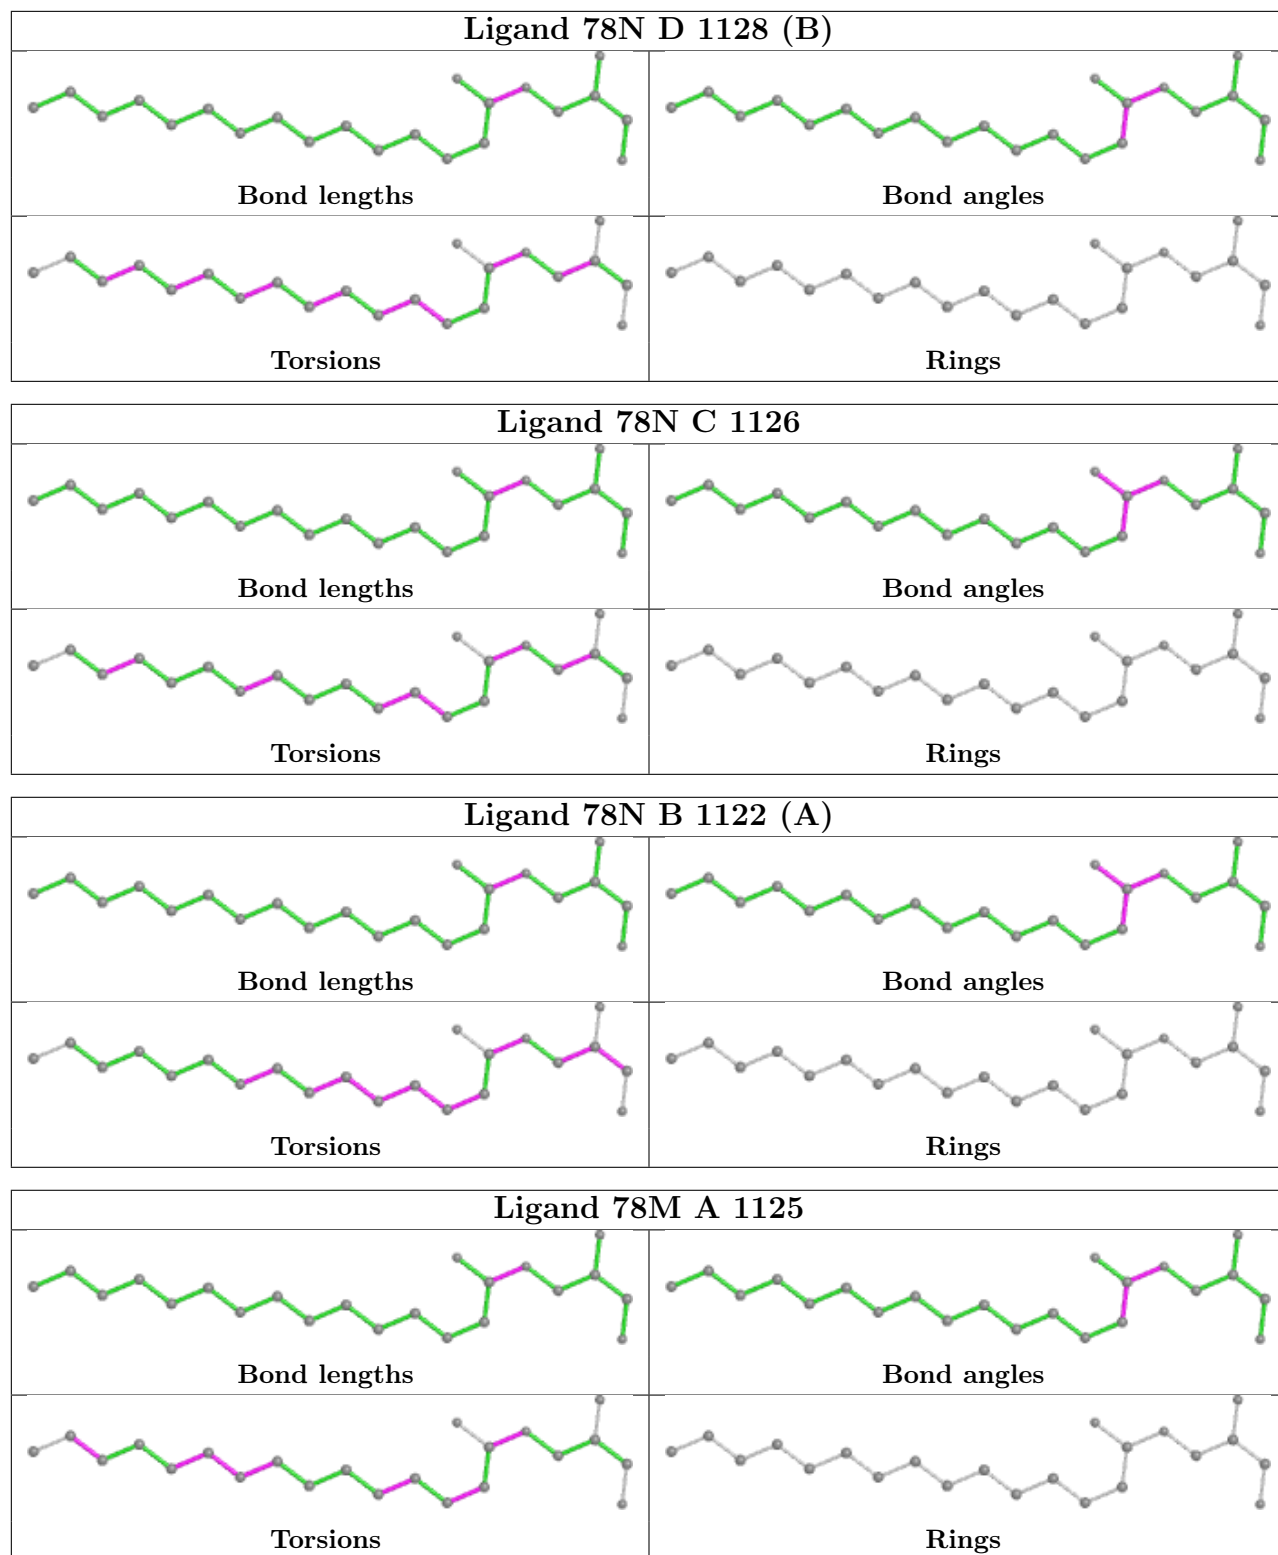 Ligand 78N D 1128 (B)
Bond lengths
Bond angles
Torsions
Rings
Ligand 78N C 1126
Bond lengths
Bond angles
Torsions
Rings
Ligand 78N B 1122 (A)
Bond lengths
Bond angles
Torsions
Rings
Ligand 78M A 1125
Bond lengths
Bond angles
Torsions
Rings